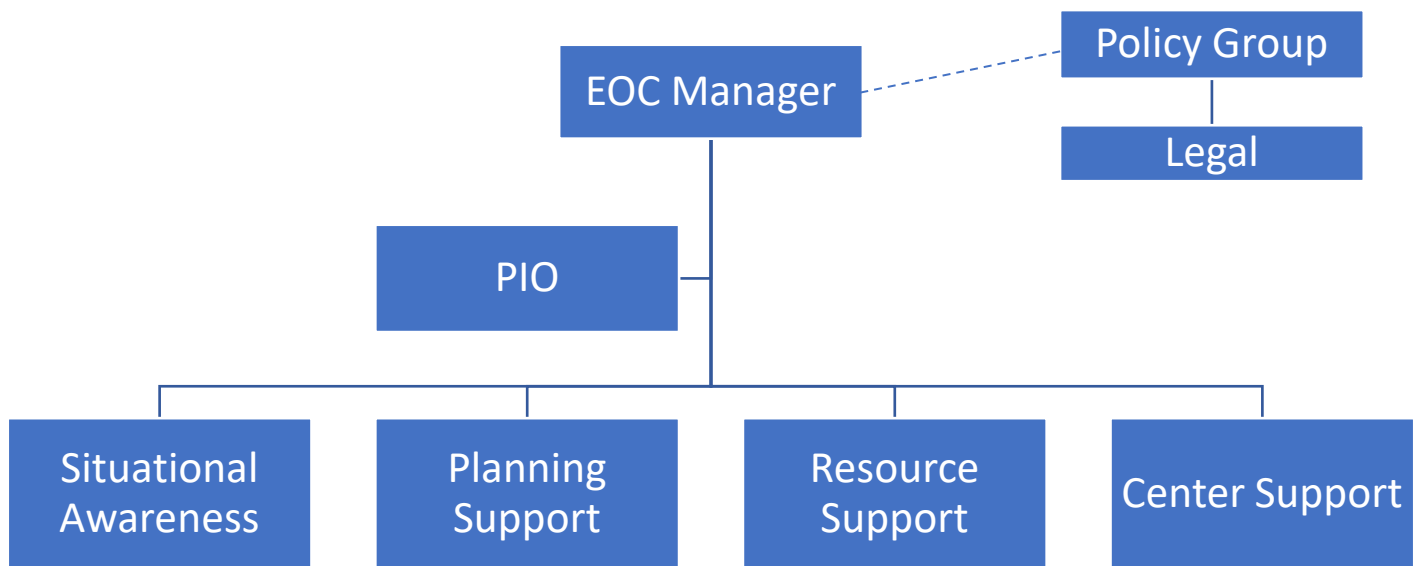 Policy Group
EOC Manager
Legal
PIO
Situational
Awareness
Planning
Support
Resource
Support
Center Support